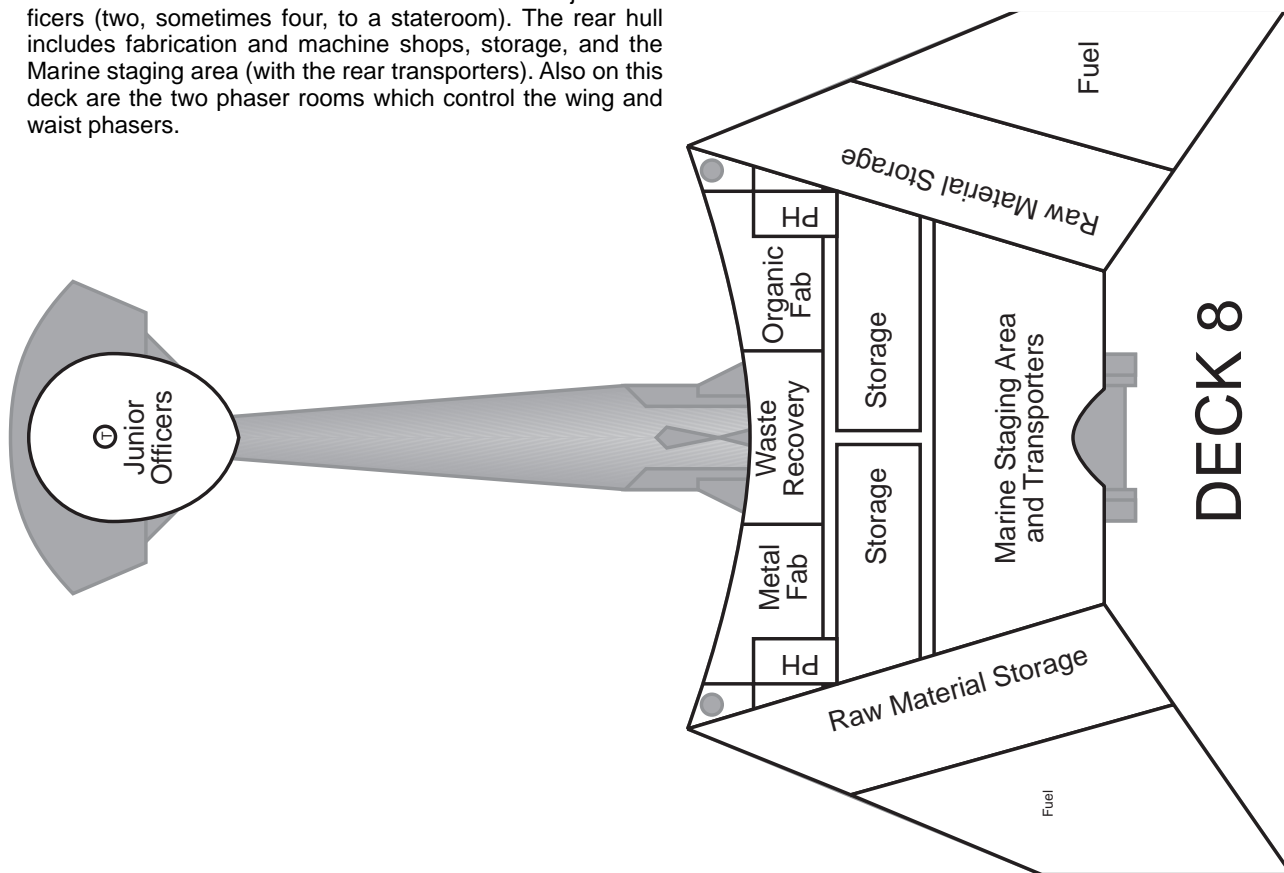 ficers (two, sometimes four, to a stateroom). The rear hull
includes fabrication and machine shops, storage, and the
Marine staging area (with the rear transporters). Also on this
deck are the two phaser rooms which control the wing and
waist phasers.
Fuel
Raw Material Storage
PH
Organic
Fab
Storage
Marine Staging Area
and Transporters
DECK 8
T
Junior
Officers
Waste
Recovery
Storage
Metal
Fab
PH
Raw Material Storage
Fuel